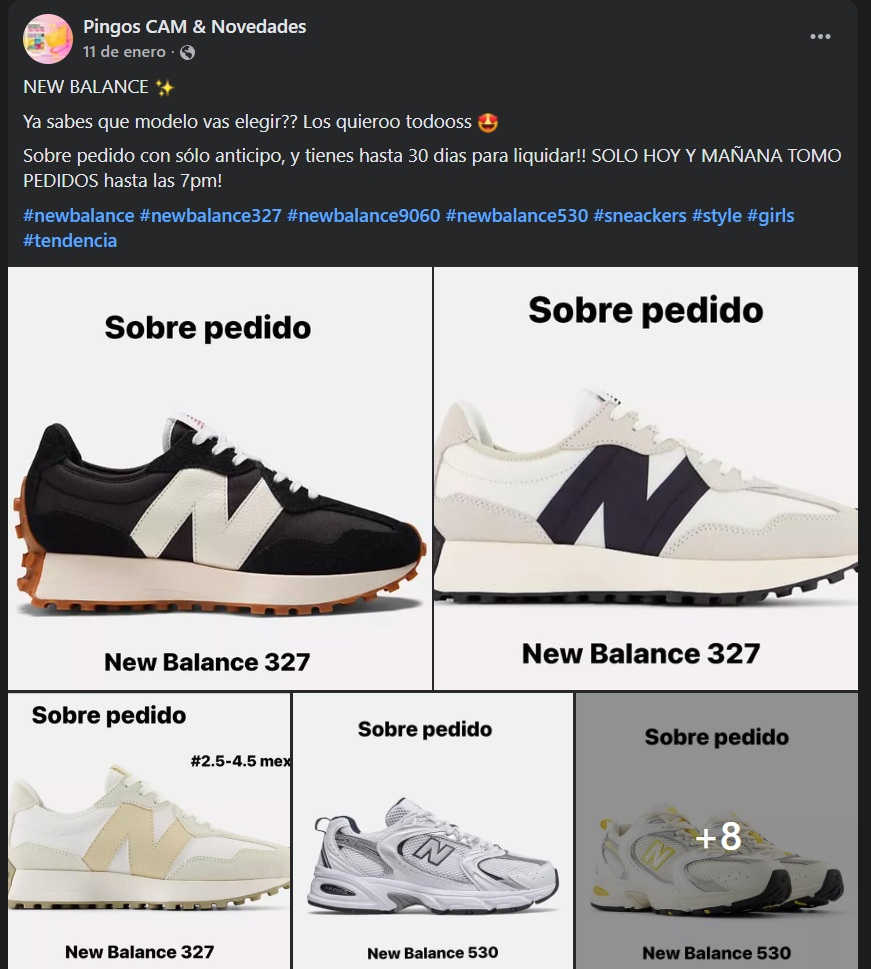 Pingos CAM & Novedades
11 de enero ·
NEW BALANCE ✨
Ya sabes que modelo vas elegir?? Los quieroo todooss 🤩
Sobre pedido con sólo anticipo, y tienes hasta 30 dias para liquidar!! SOLO HOY Y MAÑANA TOMO
PEDIDOS hasta las 7pm!
#newbalance #newbalance327 #newbalance9060 #newbalance530 #sneackers #style #girls
#tendencia
Sobre pedido
N
New Balance 327
Sobre pedido
N
New Balance 327
Sobre pedido
#2.5-4.5 mex
N
New Balance 327
Sobre pedido
N
New Balance 530
Sobre pedido
+8
N
New Balance 530